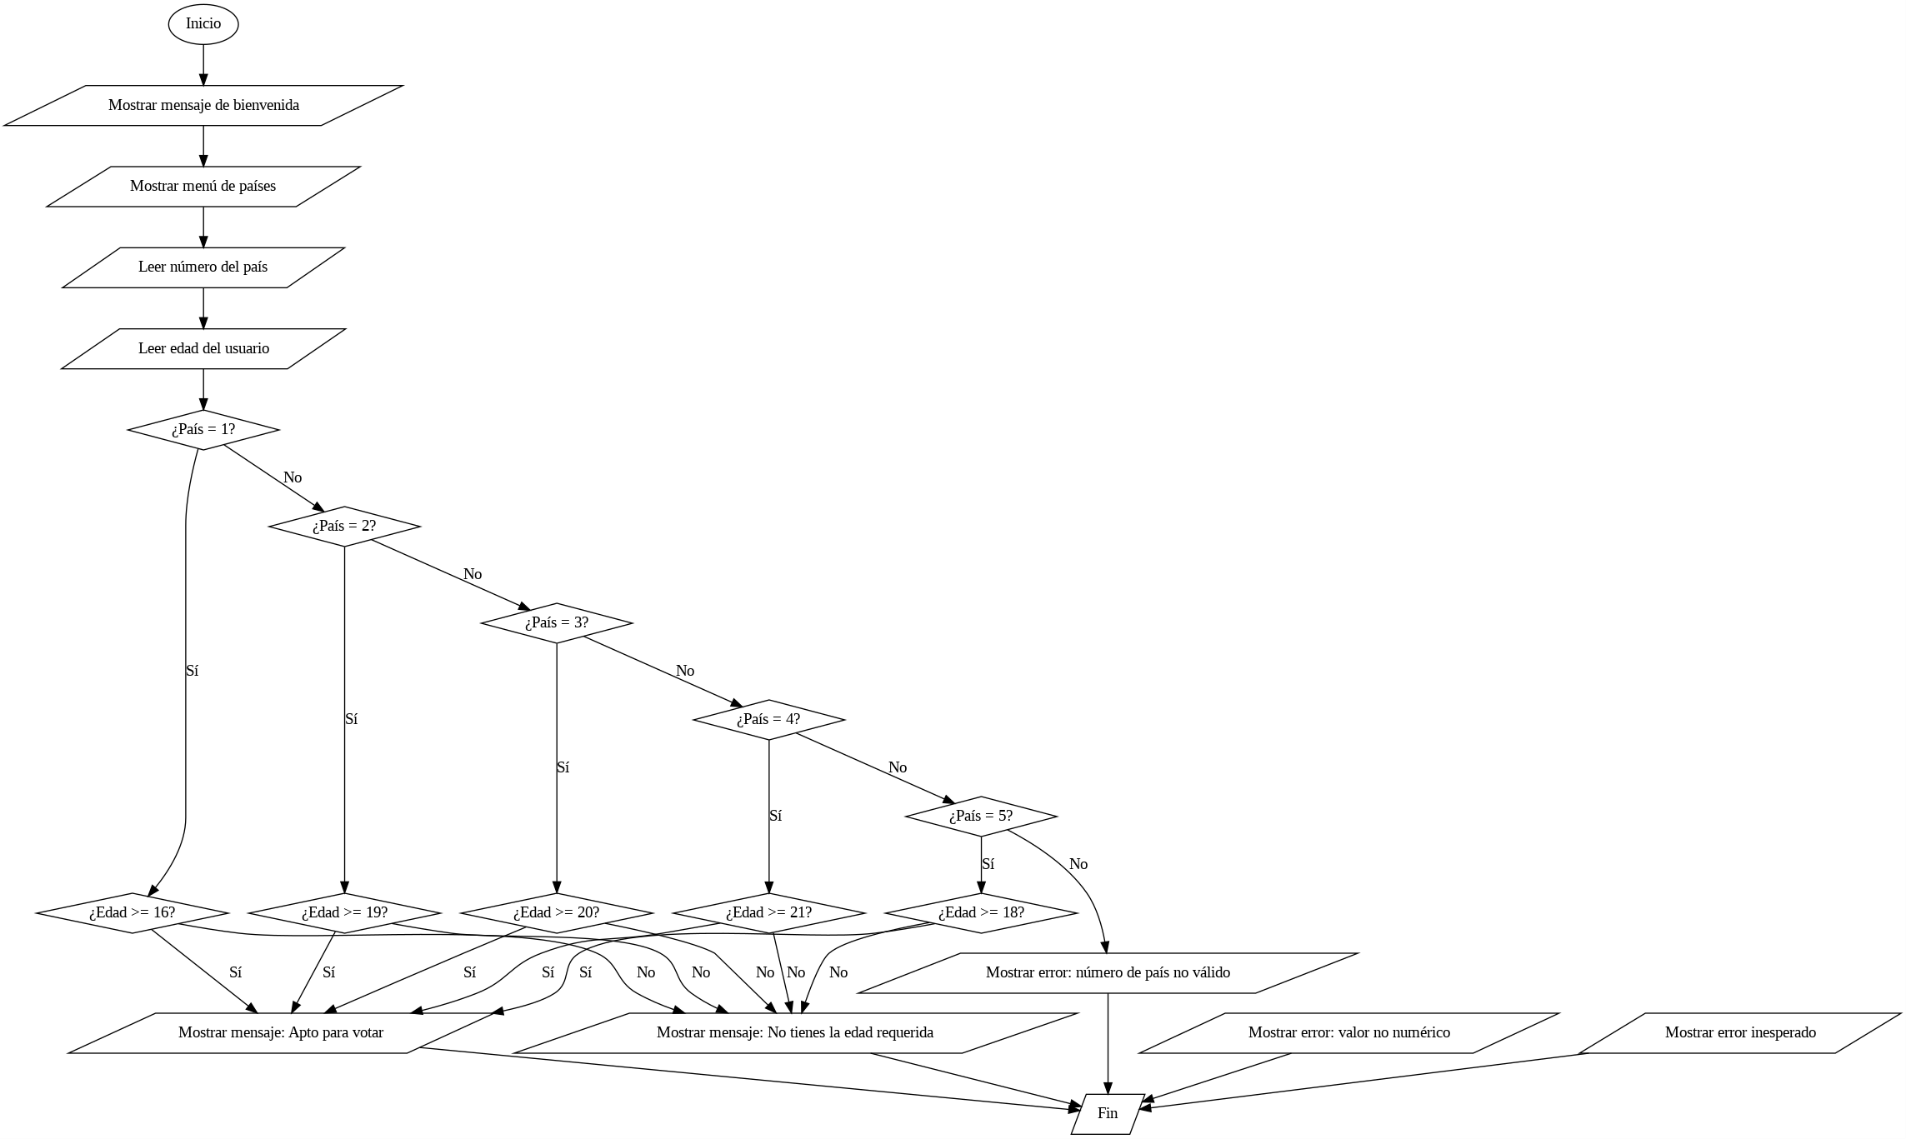 Inicio
Mostrar mensaje de bienvenida
Mostrar menú de países
Leer número del país
Leer edad del usuario
¿País = 1?
No
¿País = 2?
No
¿País = 3?
Sí
No
¿País = 4?
Sí
Sí
No
¿País = 5?
Sí
Sí
No
¿Edad >= 16?
¿Edad >= 19?
¿Edad >= 20?
¿Edad >= 21?
¿Edad >= 18?
Sí
Sí
Sí
Sí
Sí
No
No
No
No
No
Mostrar error: número de país no válido
Mostrar mensaje: Apto para votar
Mostrar mensaje: No tienes la edad requerida
Mostrar error: valor no numérico
Mostrar error inesperado
Fin